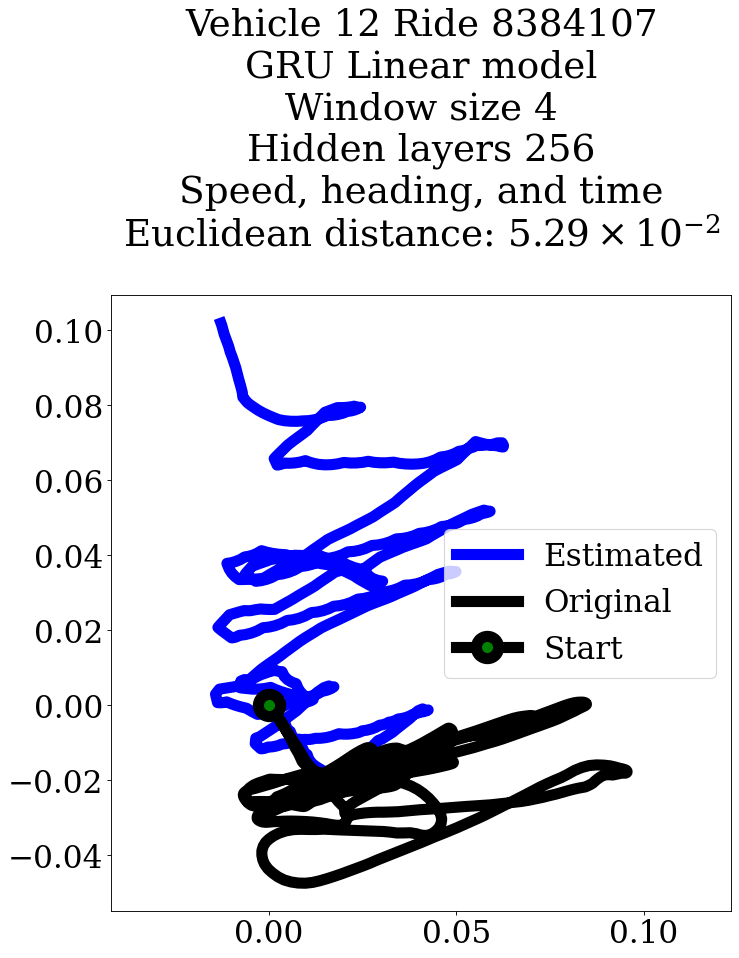 Vehicle 12 Ride 8384107
GRU Linear model
Window size 4
Hidden layers 256
Speed, heading, and time
Euclidean distance: 5.29 × 10⁻²
0.10
0.08
0.06
0.04
0.02
0.00
−0.02
−0.04
Estimated
Original
Start
0.00 0.05 0.10